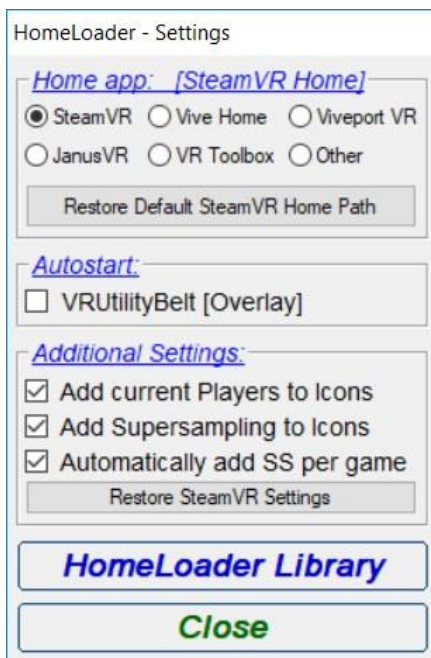 HomeLoader - Settings
Home app:   [SteamVR Home]
SteamVR Vive Home Viveport VR
JanusVR VR Toolbox Other
Restore Default SteamVR Home Path
Autostart:
VRUtilityBelt [Overlay]
Additional Settings:
Add current Players to Icons
Add Supersampling to Icons
Automatically add SS per game
Restore SteamVR Settings
HomeLoader Library
Close